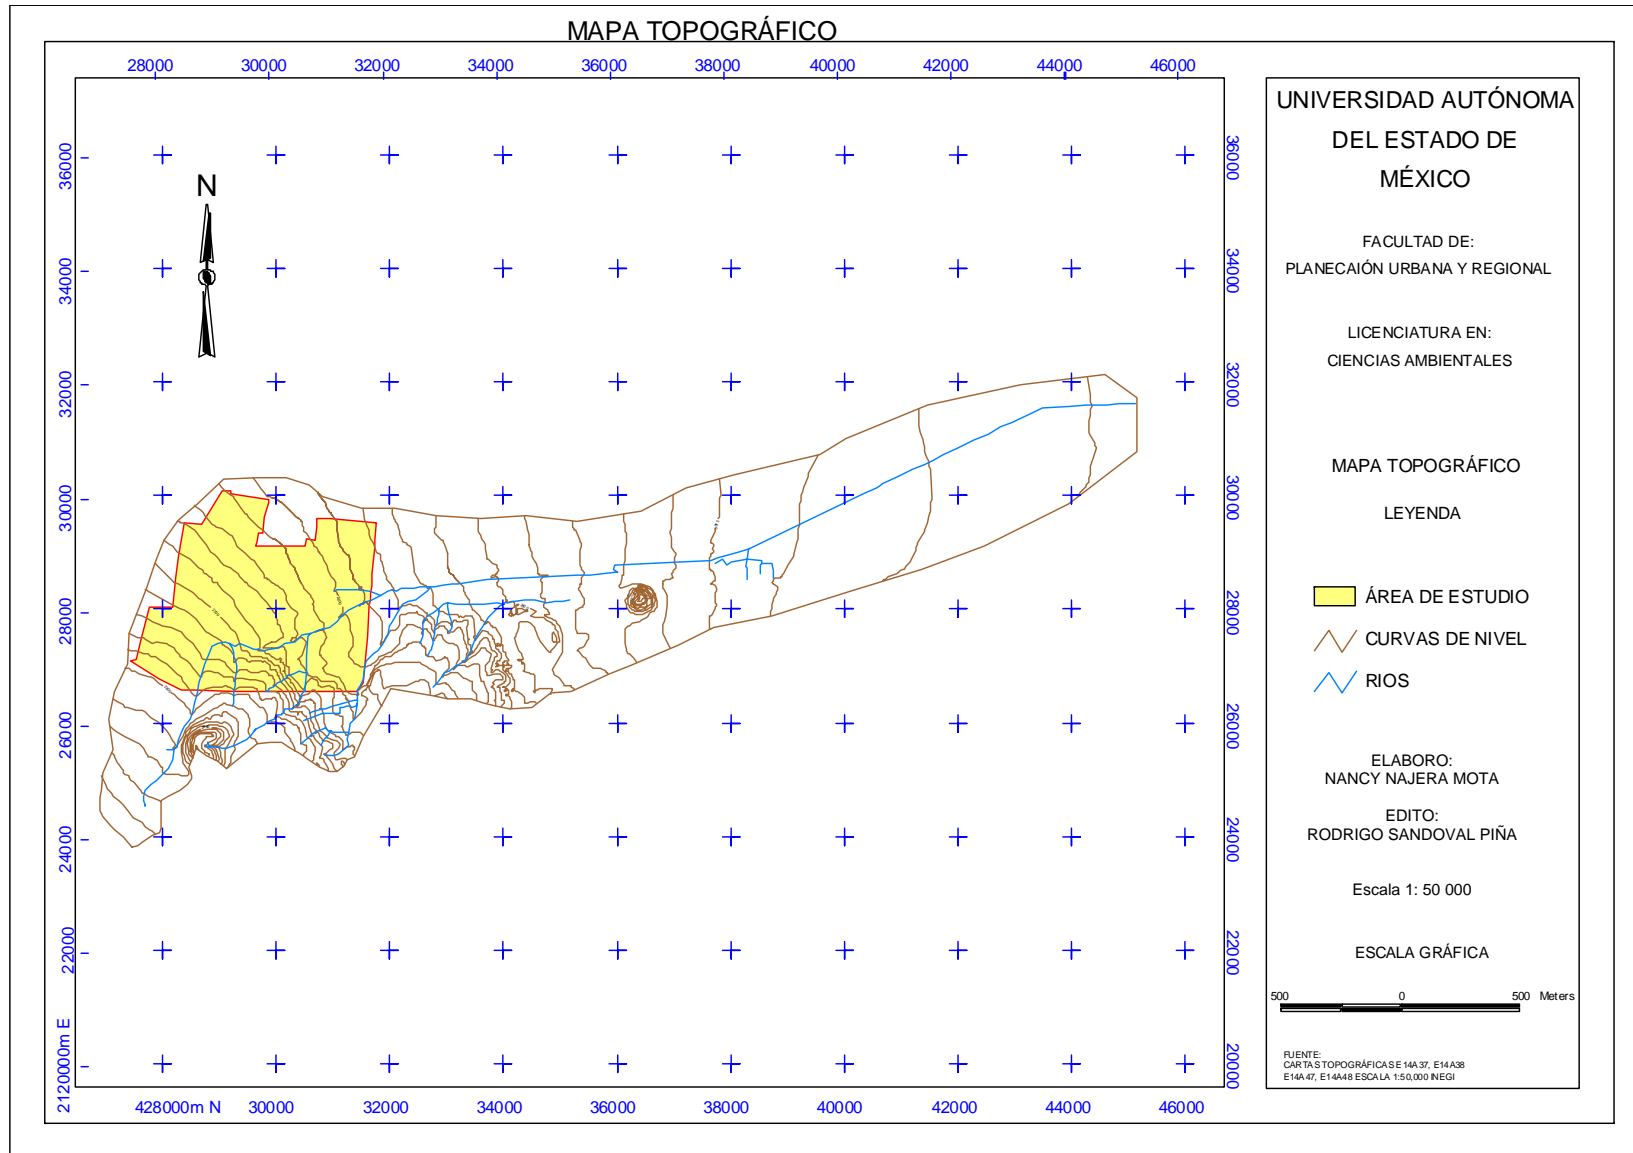 MAPA TOPOGRÁFICO
28000 30000 32000 34000 36000 38000 40000 42000 44000 46000
36000
34000
32000
30000
28000
26000
24000
22000
2120000m E
N
36000
34000
32000
30000
28000
26000
24000
22000
20000
428000m N 30000 32000 34000 36000 38000 40000 42000 44000 46000
UNIVERSIDAD AUTÓNOMA
DEL ESTADO DE
MÉXICO
FACULTAD DE:
PLANECAIÓN URBANA Y REGIONAL
LICENCIATURA EN:
CIENCIAS AMBIENTALES
MAPA TOPOGRÁFICO
LEYENDA
ÁREA DE ESTUDIO
CURVAS DE NIVEL
RIOS
ELABORO:
NANCY NAJERA MOTA
EDITO:
RODRIGO SANDOVAL PIÑA
Escala 1: 50 000
ESCALA GRÁFICA
500 0 500 Meters
FUENTE:
CARTAS TOPOGRÁFICAS E14A37, E14A38
E14A47, E14A48 ESCALA 1:50,000 INEGI